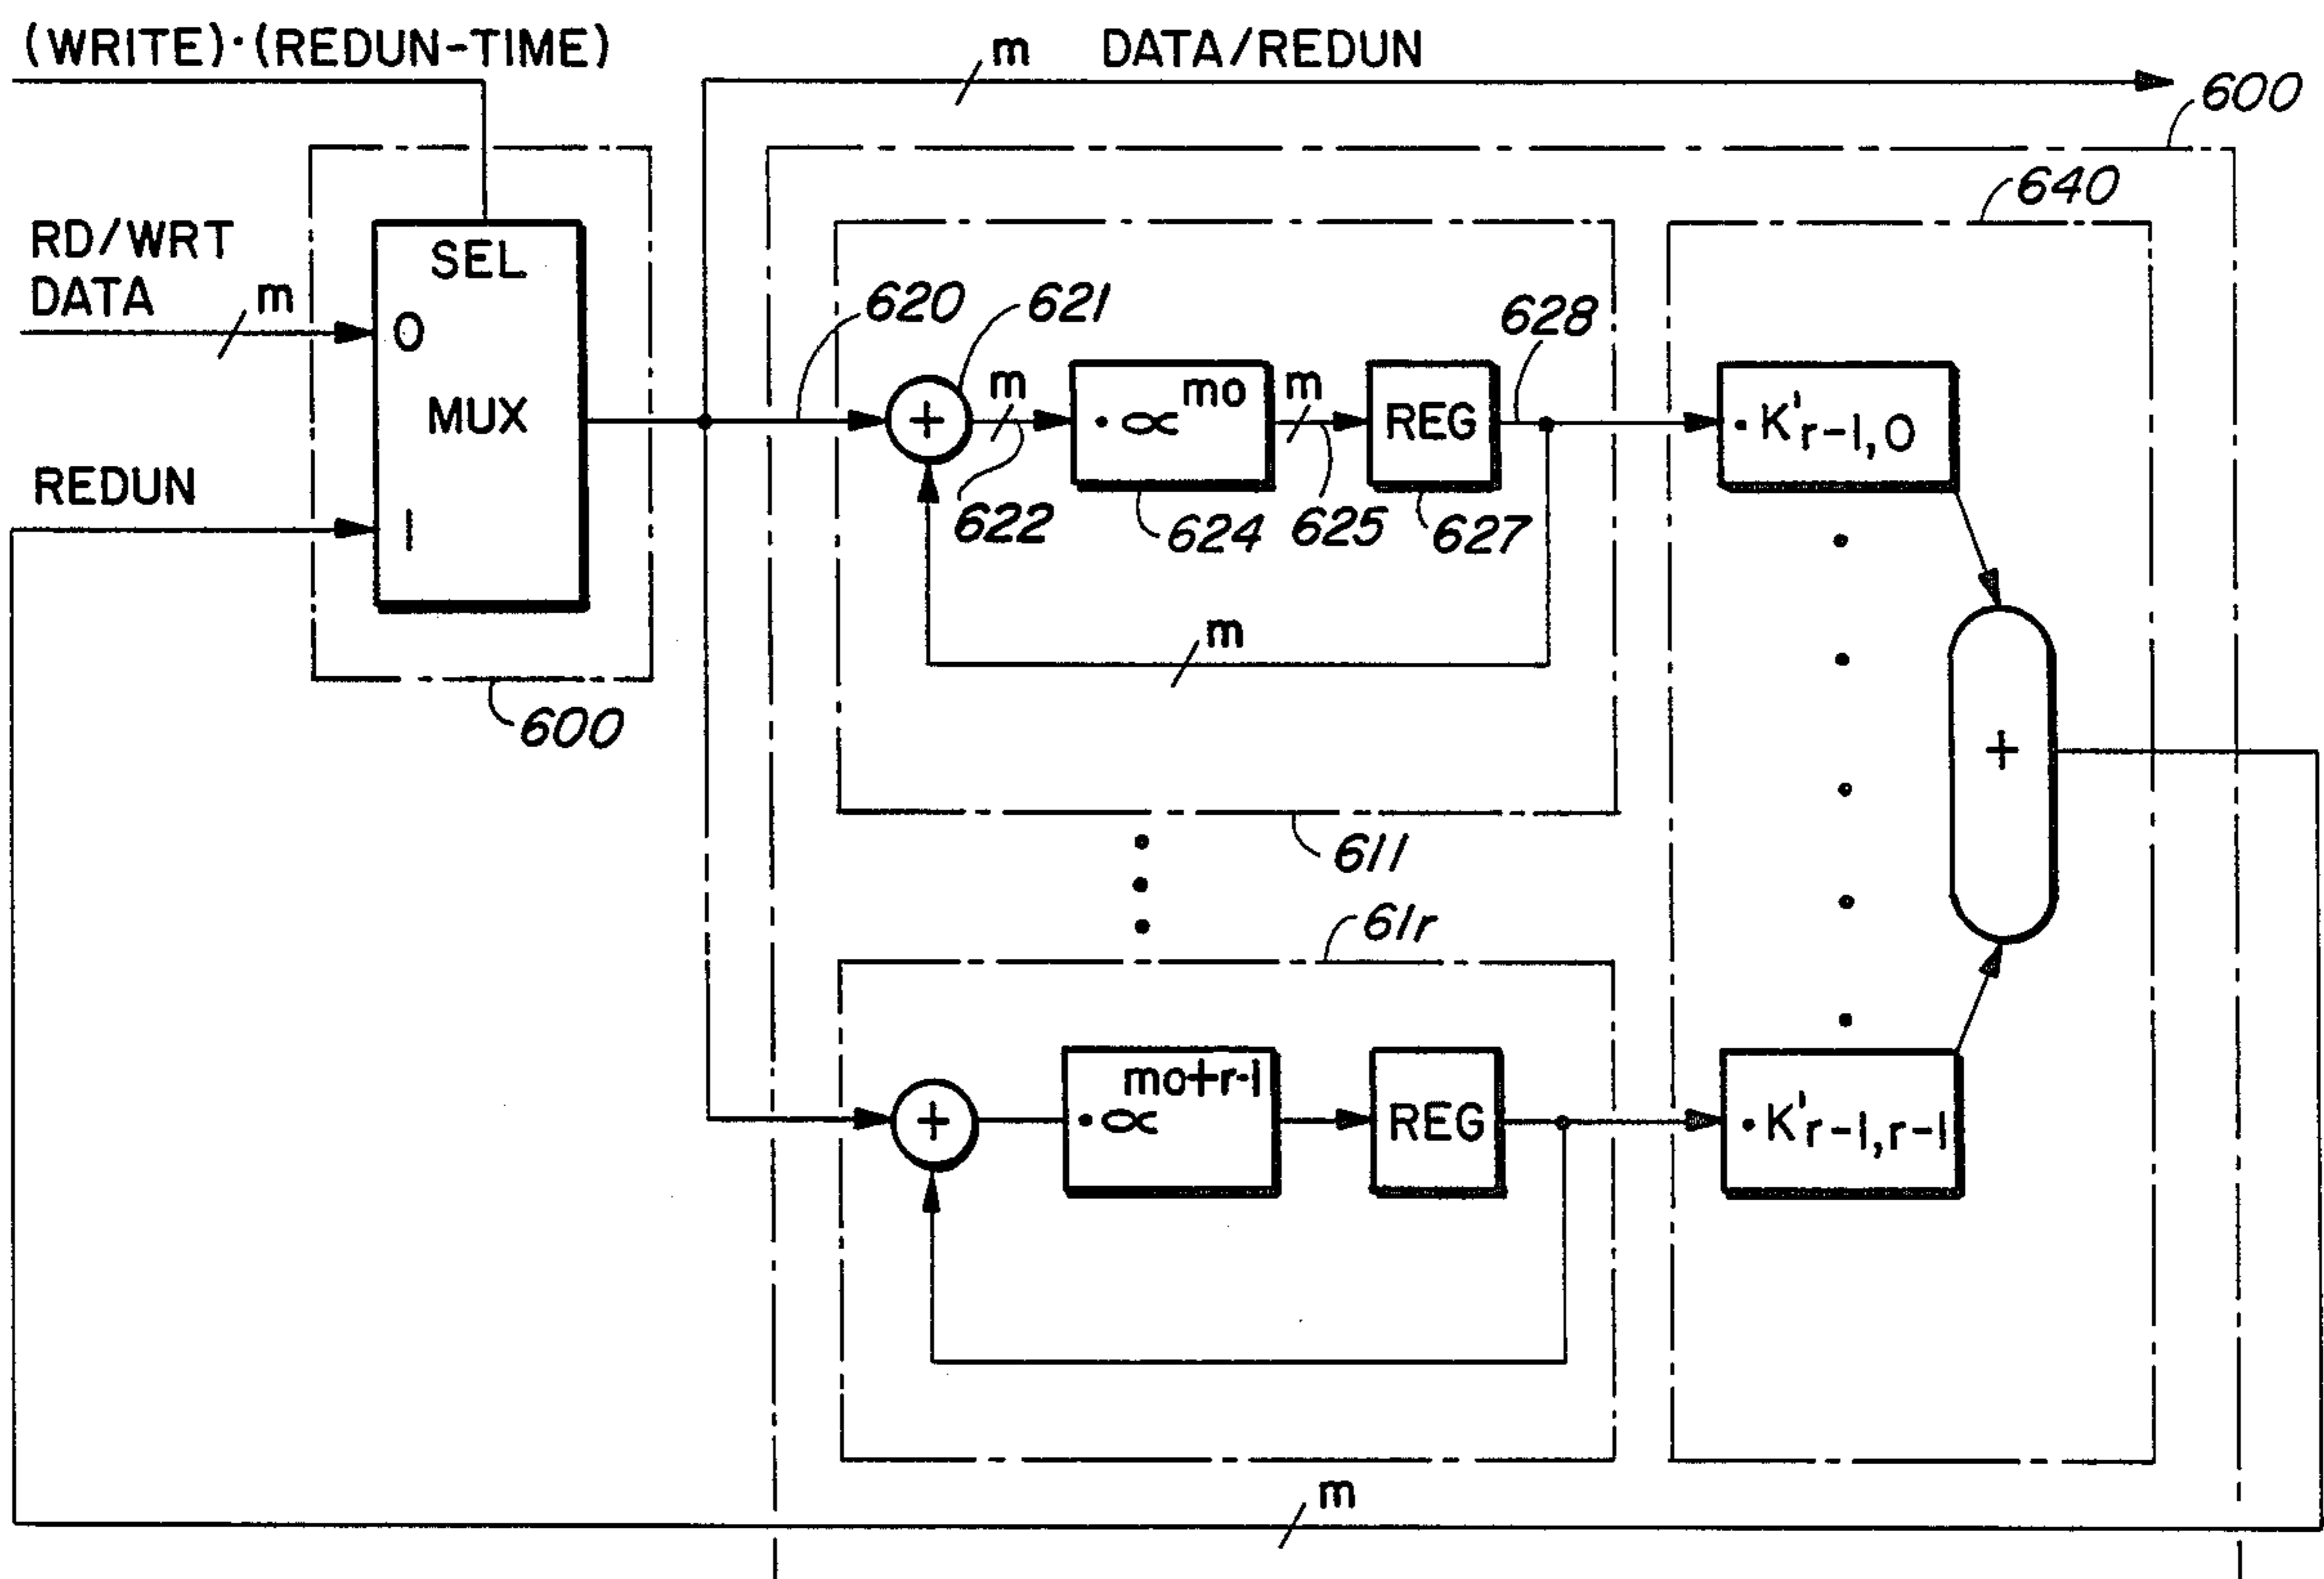 (WRITE)·(REDUN-TIME)
m DATA/REDUN
600
640
RD/WRT
DATA
m
SEL
0
MUX
REDUN
1
600
620
621
m
622
·∝^mo
624
m
625
REG
627
628
m
·K'r-1,0
+
+
611
61r
+
·∝^mo+r-1
REG
·K'r-1,r-1
m